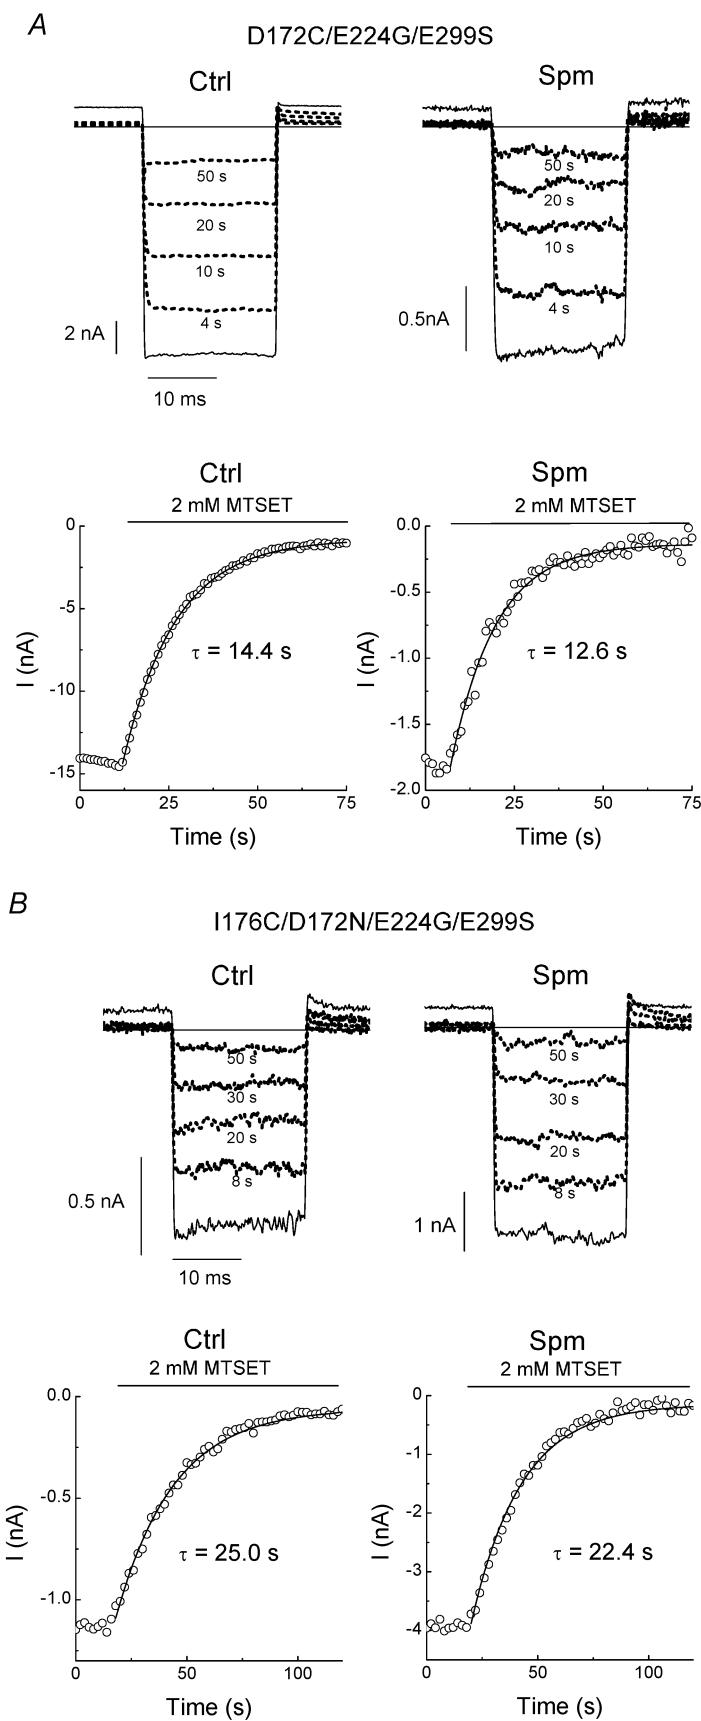 A
D172C/E224G/E299S
Ctrl
Spm
50 s
20 s
10 s
4 s
2 nA
10 ms
50 s
20 s
10 s
4 s
0.5nA
Ctrl
2 mM MTSET
0
-5
-10
-15
I (nA)
τ = 14.4 s
0 25 50 75
Time (s)
Spm
2 mM MTSET
0.0
-0.5
-1.0
-1.5
-2.0
I (nA)
τ = 12.6 s
0 25 50 75
Time (s)
B
I176C/D172N/E224G/E299S
Ctrl
Spm
50 s
30 s
20 s
8 s
0.5 nA
10 ms
50 s
30 s
20 s
8 s
1 nA
Ctrl
2 mM MTSET
0.0
-0.5
-1.0
I (nA)
τ = 25.0 s
0 50 100
Time (s)
Spm
2 mM MTSET
0
-1
-2
-3
-4
I (nA)
τ = 22.4 s
0 50 100
Time (s)